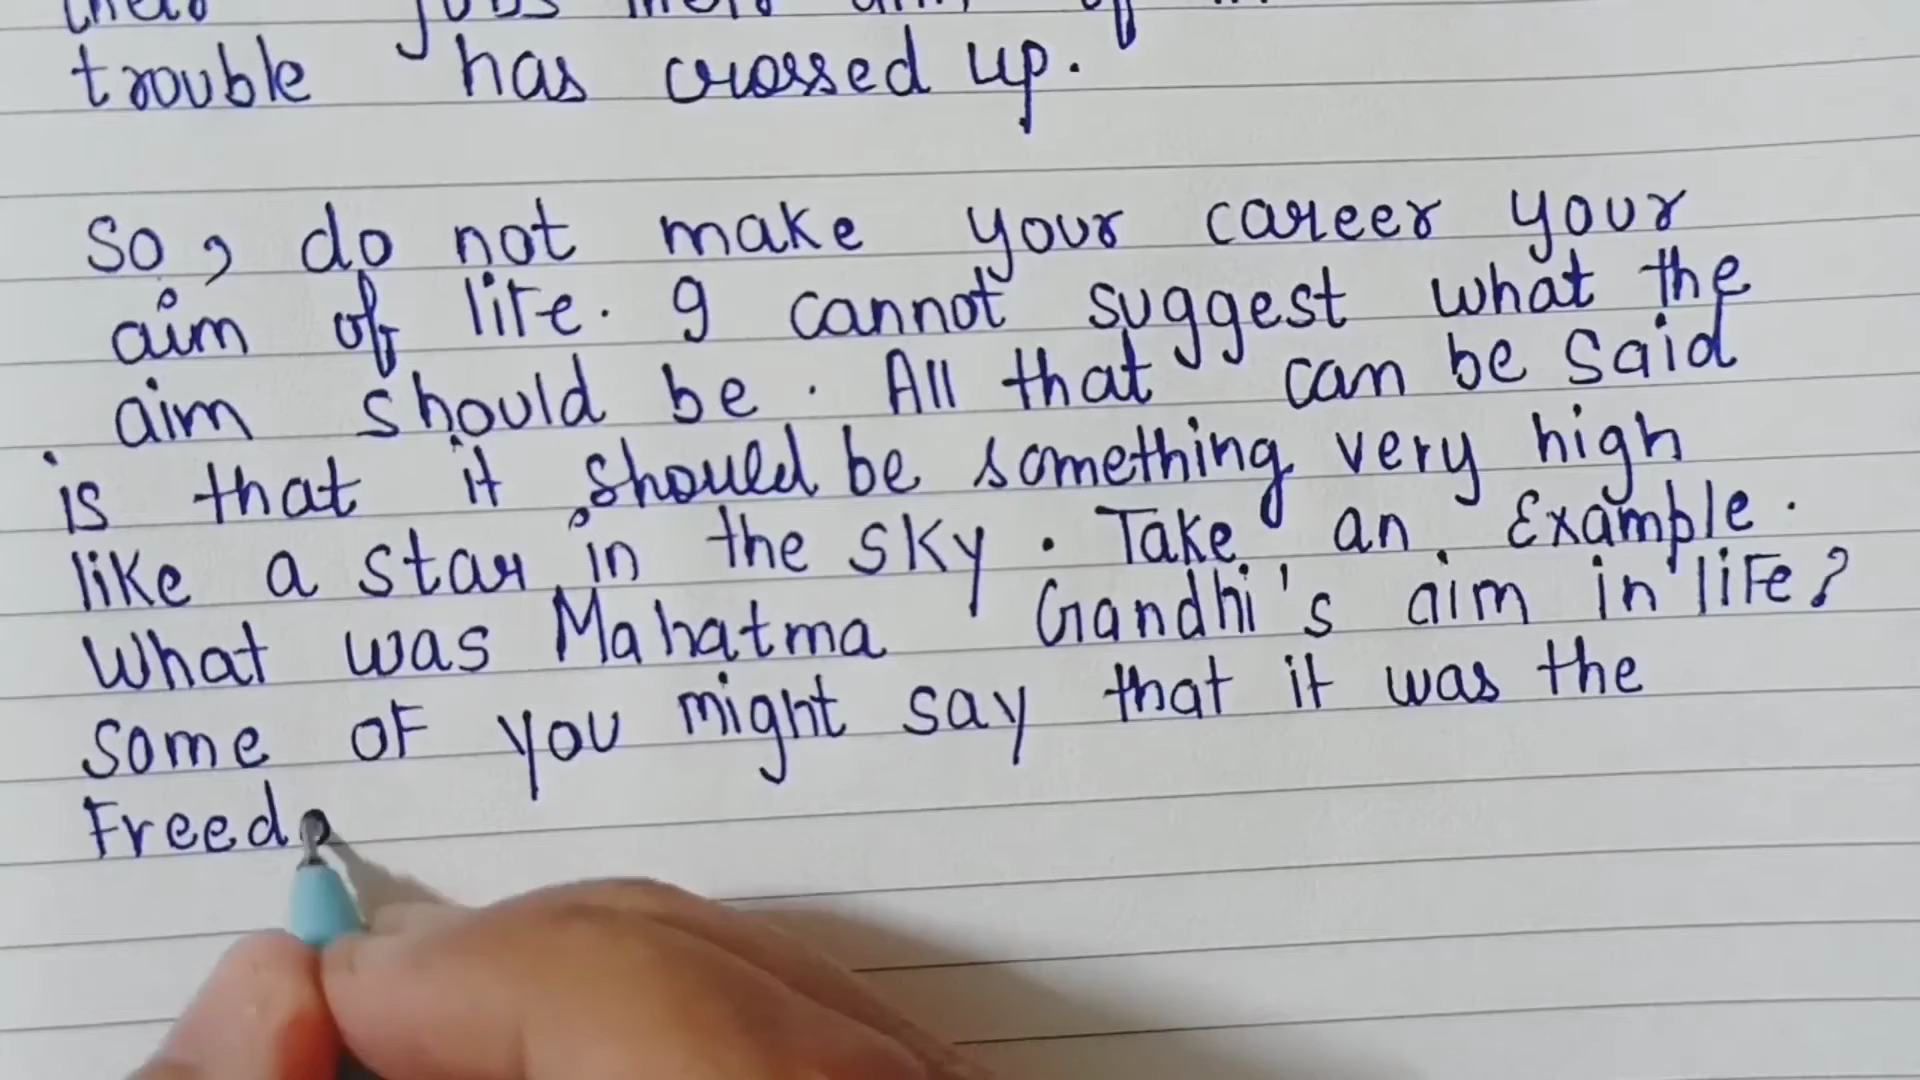 trouble has crossed up.
So, do not make your career your
aim of life. I cannot suggest what the
aim should be. All that can be said
is that it should be something very high
like a star in the sky. Take an Example.
What was Mahatma Gandhi's aim in life?
Some of you might say that it was the
Freedo